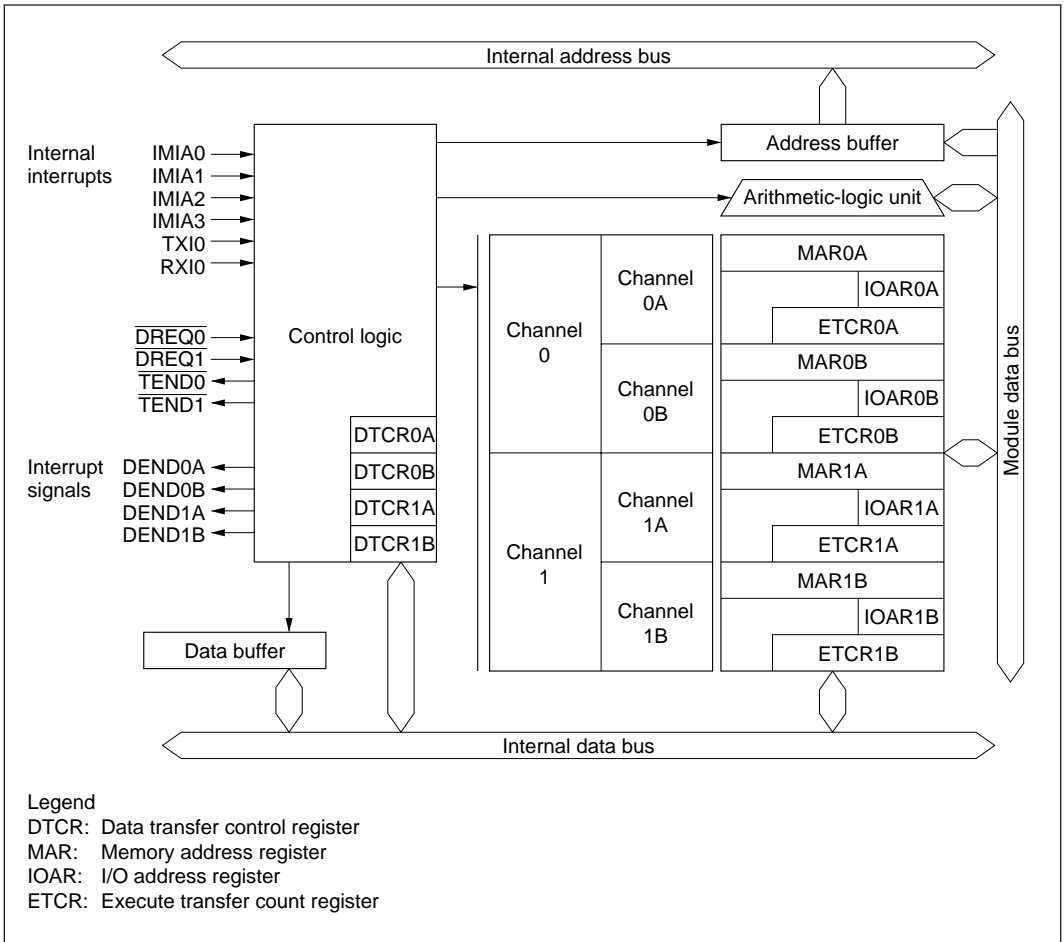 Internal address bus
Address buffer
Arithmetic-logic unit
Internal
interrupts
IMIA0
IMIA1
IMIA2
IMIA3
TXI0
RXI0
DREQ0
DREQ1
TEND0
TEND1
Interrupt
signals
DEND0A
DEND0B
DEND1A
DEND1B
Control logic
DTCR0A
DTCR0B
DTCR1A
DTCR1B
Data buffer
Channel
0
Channel
1
Channel
0A
Channel
0B
Channel
1A
Channel
1B
MAR0A
IOAR0A
ETCR0A
MAR0B
IOAR0B
ETCR0B
MAR1A
IOAR1A
ETCR1A
MAR1B
IOAR1B
ETCR1B
Module data bus
Internal data bus
Legend
DTCR: Data transfer control register
MAR: Memory address register
IOAR: I/O address register
ETCR: Execute transfer count register